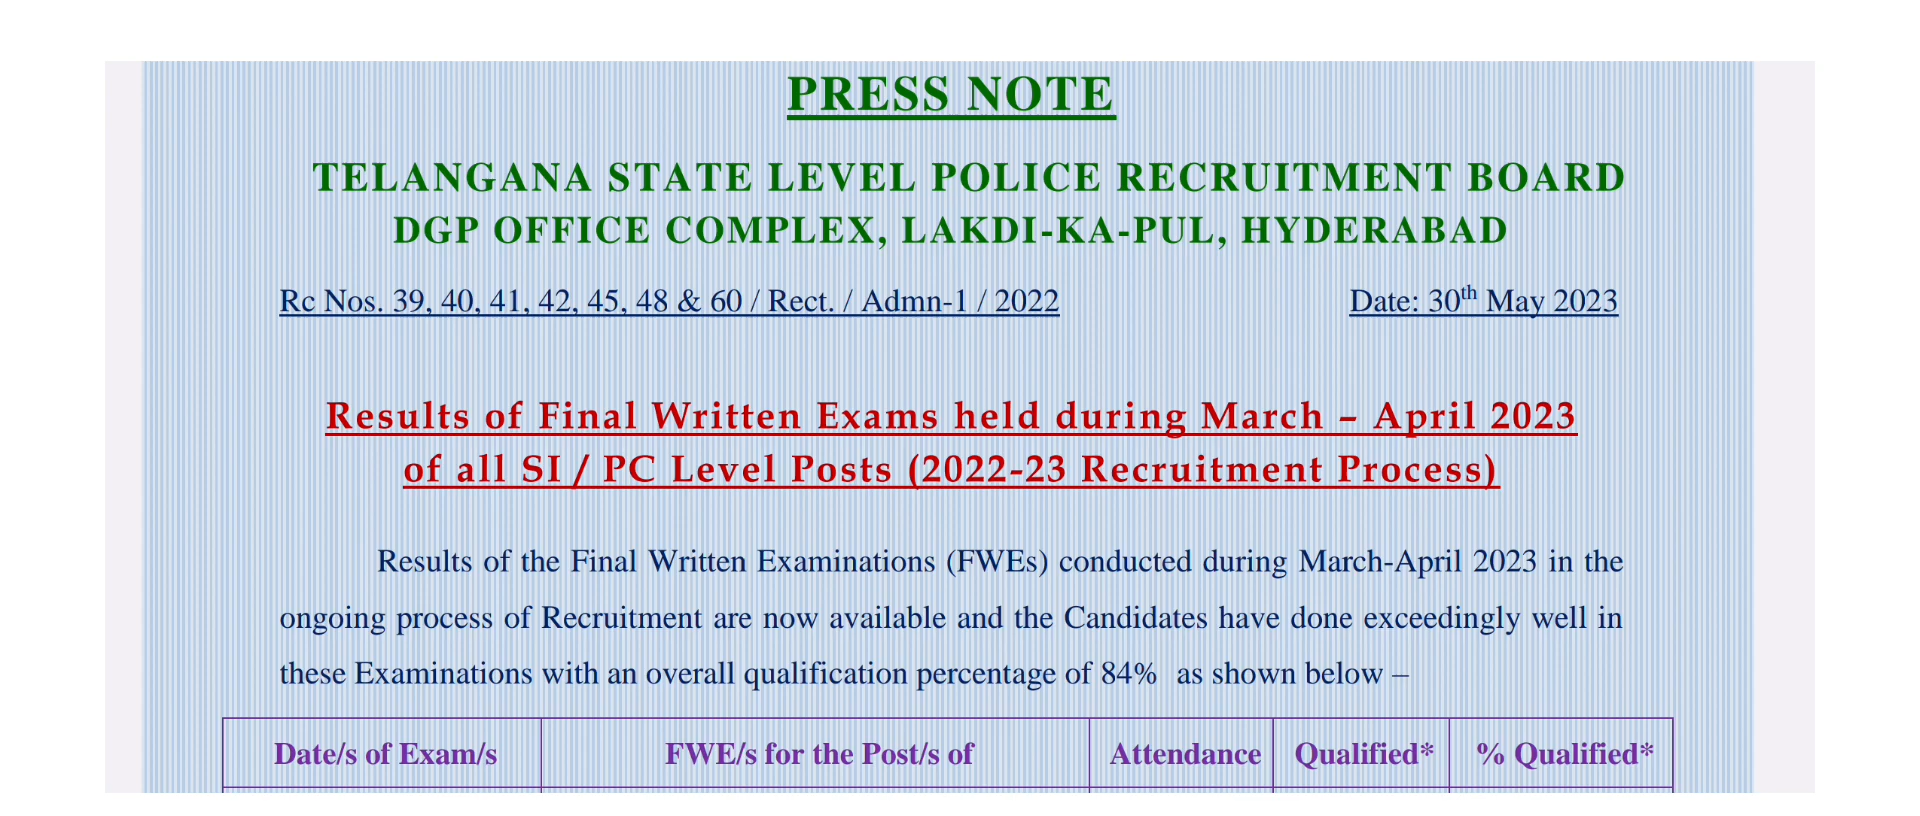 PRESS NOTE
TELANGANA STATE LEVEL POLICE RECRUITMENT BOARD
DGP OFFICE COMPLEX, LAKDI-KA-PUL, HYDERABAD
Rc Nos. 39, 40, 41, 42, 45, 48 & 60 / Rect. / Admn-1 / 2022 Date: 30th May 2023
Results of Final Written Exams held during March – April 2023
of all SI / PC Level Posts (2022-23 Recruitment Process)
Results of the Final Written Examinations (FWEs) conducted during March-April 2023 in the
ongoing process of Recruitment are now available and the Candidates have done exceedingly well in
these Examinations with an overall qualification percentage of 84% as shown below –
Date/s of Exam/s FWE/s for the Post/s of Attendance Qualified* % Qualified*